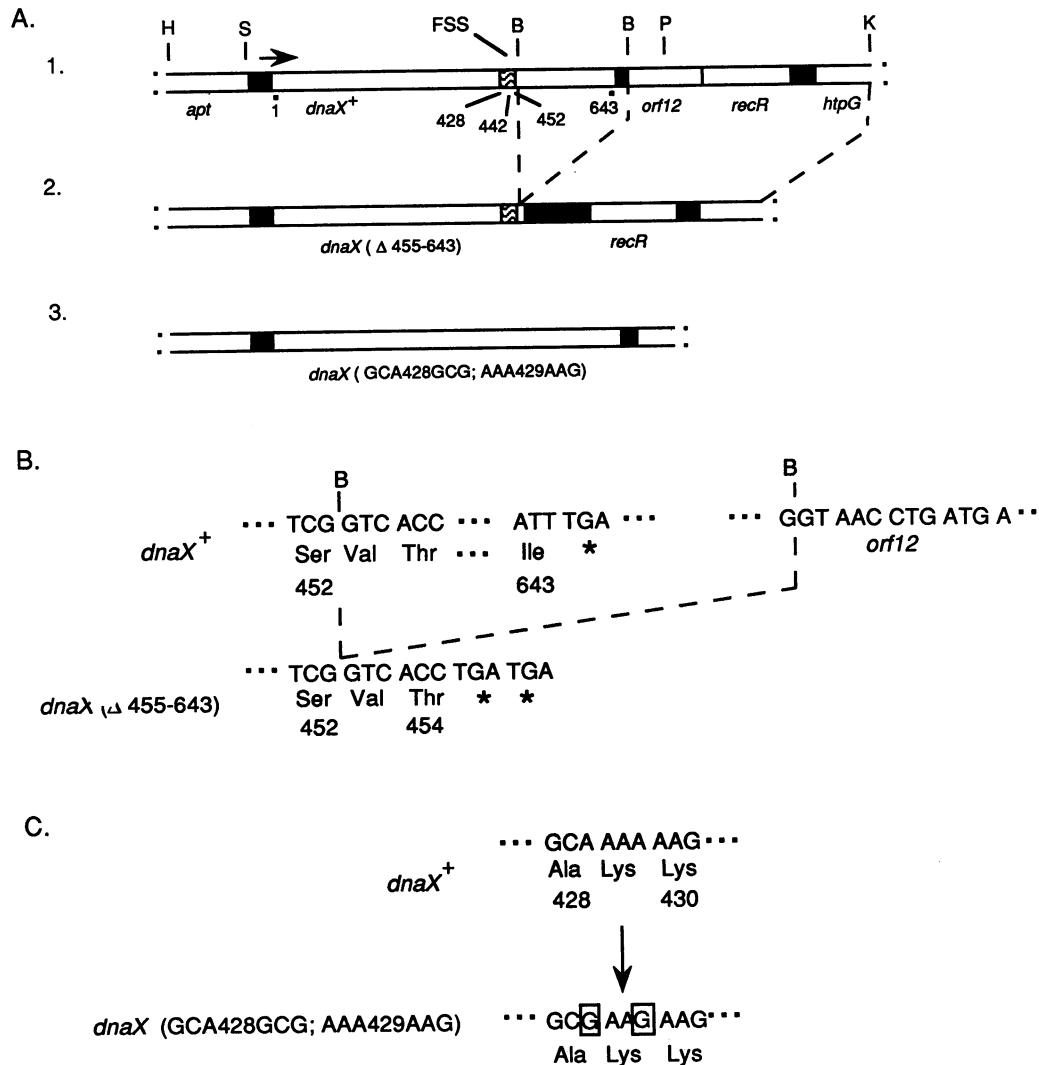 A.
H S FSS B B P K
1.
apt 1 dnaX+ 428 442 452 643 orf12 recR htpG
2.
dnaX (Δ 455-643) recR
3.
dnaX (GCA428GCG; AAA429AAG)
B.
B B
dnaX+ ··· TCG GTC ACC ··· ATT TGA ··· ··· GGT AAC CTG ATG A ··
Ser Val Thr ··· Ile * orf12
452 643
dnaX (Δ 455-643) ··· TCG GTC ACC TGA TGA
Ser Val Thr * *
452 454
C.
dnaX+ ··· GCA AAA AAG ···
Ala Lys Lys
428 430
dnaX (GCA428GCG; AAA429AAG) ··· GCG AAG AAG ···
Ala Lys Lys